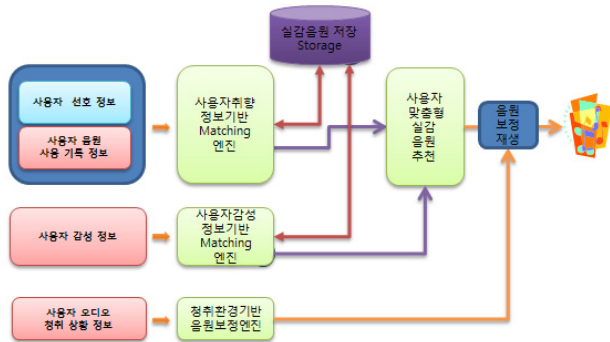 실감음원 저장
Storage
사용자 선호 정보
사용자 음원
사용 기록 정보
사용자취향
정보기반
Matching
엔진
사용자
맞춤형
실감
음원
추천
음원
보정
재생
사용자 감성 정보
사용자감성
정보기반
Matching
엔진
사용자 오디오
청취 상황 정보
청취환경기반
음원보정엔진